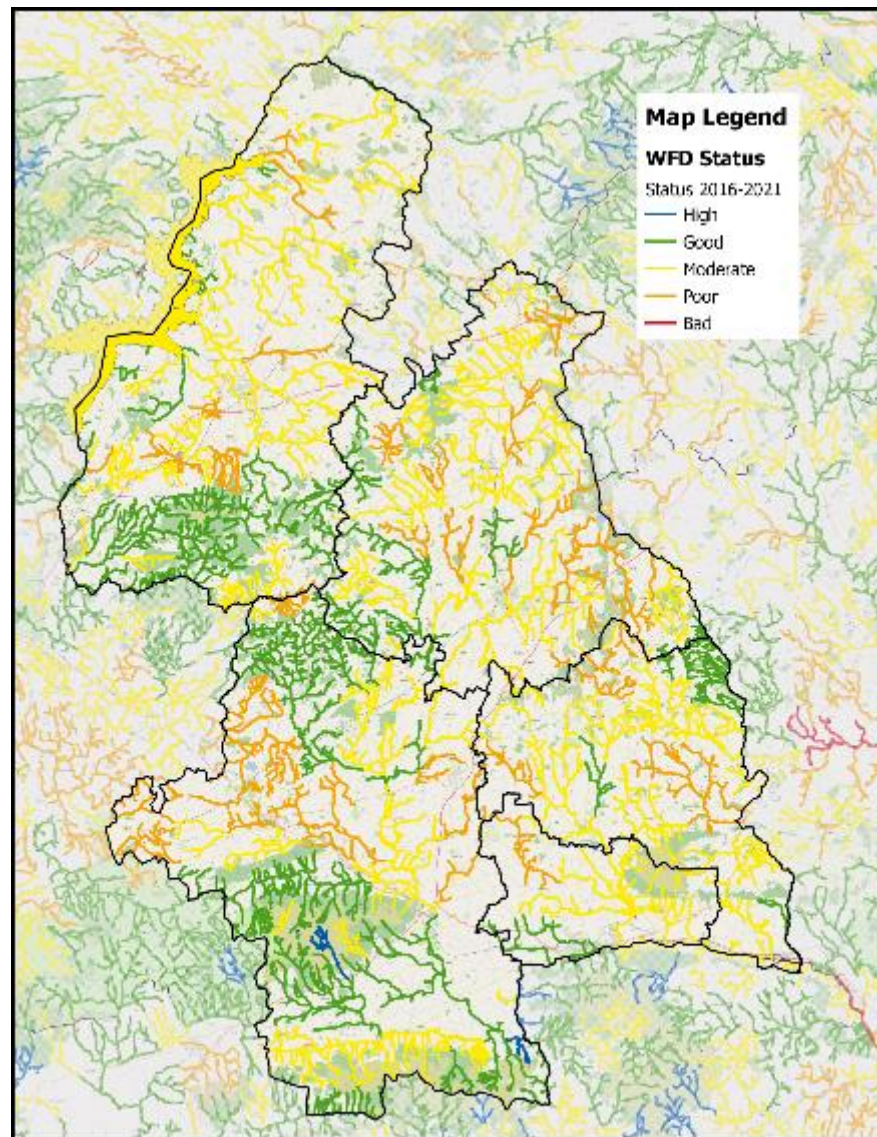 Map Legend
WFD Status
Status 2016-2021
High
Good
Moderate
Poor
Bad